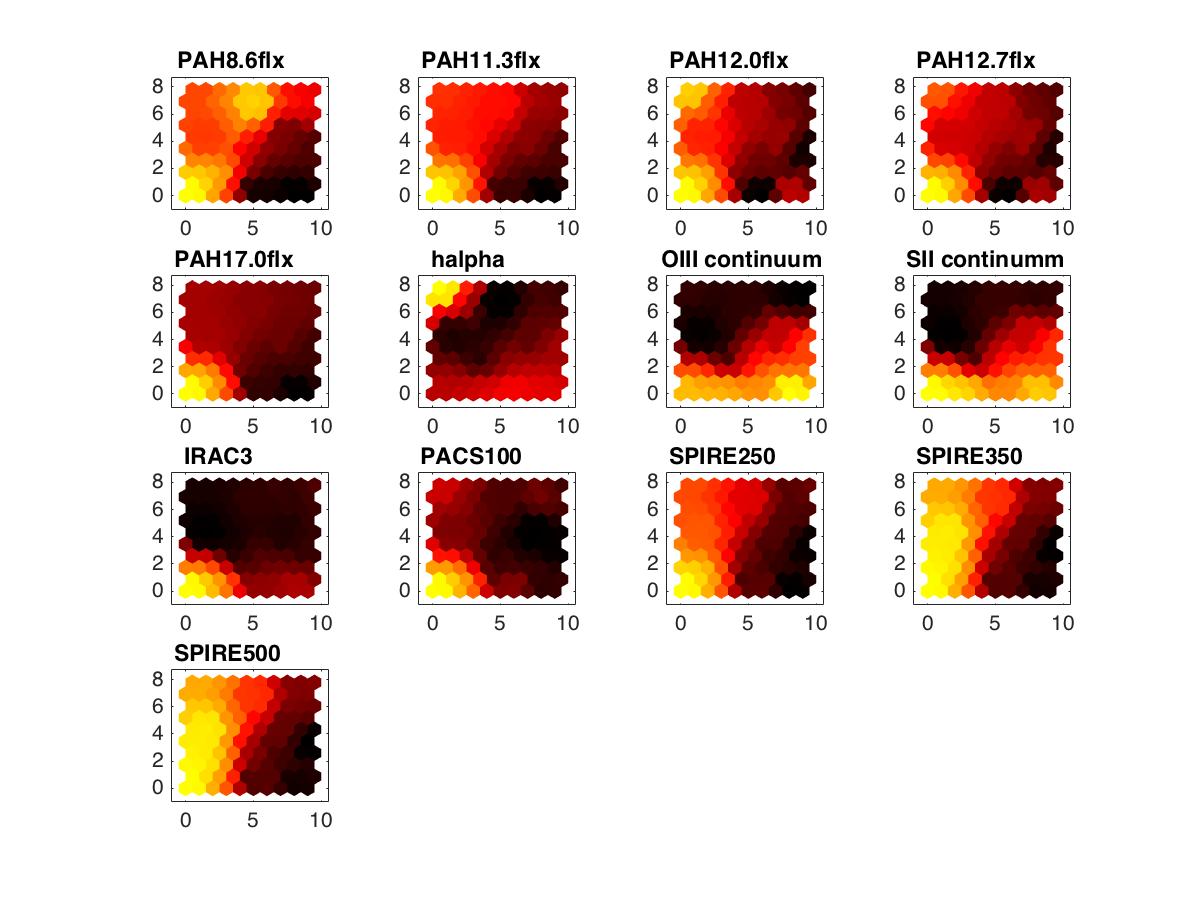 PAH8.6flx PAH11.3flx PAH12.0flx PAH12.7flx
8 8 8 8
6 6 6 6
4 4 4 4
2 2 2 2
0 0 0 0
0 5 10 0 5 10 0 5 10 0 5 10
PAH17.0flx halpha OIII continuum SII continumm
8 8 8 8
6 6 6 6
4 4 4 4
2 2 2 2
0 0 0 0
0 5 10 0 5 10 0 5 10 0 5 10
IRAC3 PACS100 SPIRE250 SPIRE350
8 8 8 8
6 6 6 6
4 4 4 4
2 2 2 2
0 0 0 0
0 5 10 0 5 10 0 5 10 0 5 10
SPIRE500
8
6
4
2
0
0 5 10